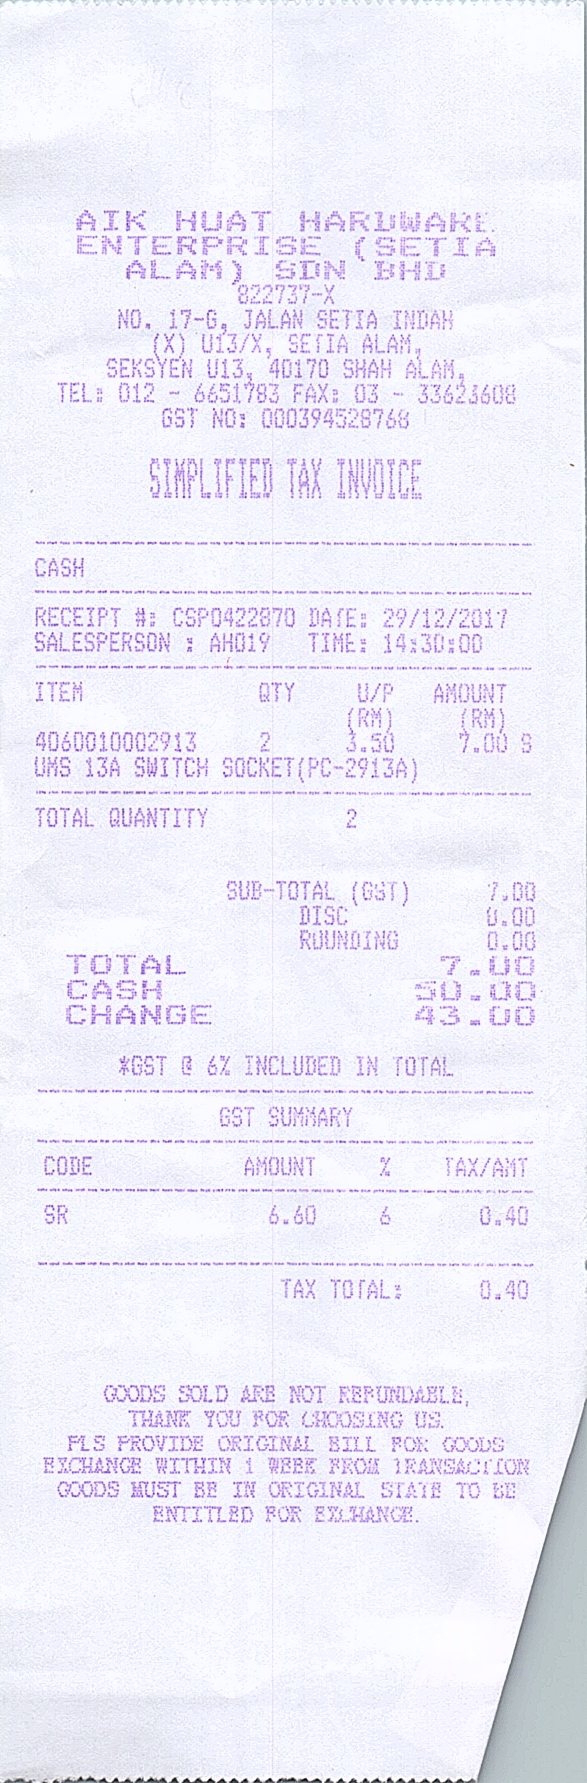 AIK HUAT HARDWARE
ENTERPRISE (SETIA
ALAM) SDN BHD
822737-X
NO. 17-G, JALAN SETIA INDAH
(X) U13/X, SETIA ALAM,
SEKSYEN U13, 40170 SHAH ALAM,
TEL: 012 - 6651783 FAX: 03 - 33623608
GST NO: 000394528768
SIMPLIFIED TAX INVOICE
CASH
RECEIPT #: CSP0422870 DATE: 29/12/2017
SALESPERSON : AH019 TIME: 14:30:00
ITEM QTY U/P AMOUNT
(RM) (RM)
4060010002913 2 3.50 7.00 S
UMS 13A SWITCH SOCKET(PC-2913A)
TOTAL QUANTITY 2
SUB-TOTAL (GST) 7.00
DISC 0.00
ROUNDING 0.00
TOTAL 7.00
CASH 50.00
CHANGE 43.00
*GST @ 6% INCLUDED IN TOTAL
GST SUMMARY
CODE AMOUNT % TAX/AMT
SR 6.60 6 0.40
TAX TOTAL: 0.40
GOODS SOLD ARE NOT REFUNDABLE,
THANK YOU FOR CHOOSING US.
PLS PROVIDE ORIGINAL BILL FOR GOODS
EXCHANGE WITHIN 1 WEEK FROM TRANSACTION
GOODS MUST BE IN ORIGINAL STATE TO BE
ENTITLED FOR EXCHANGE.